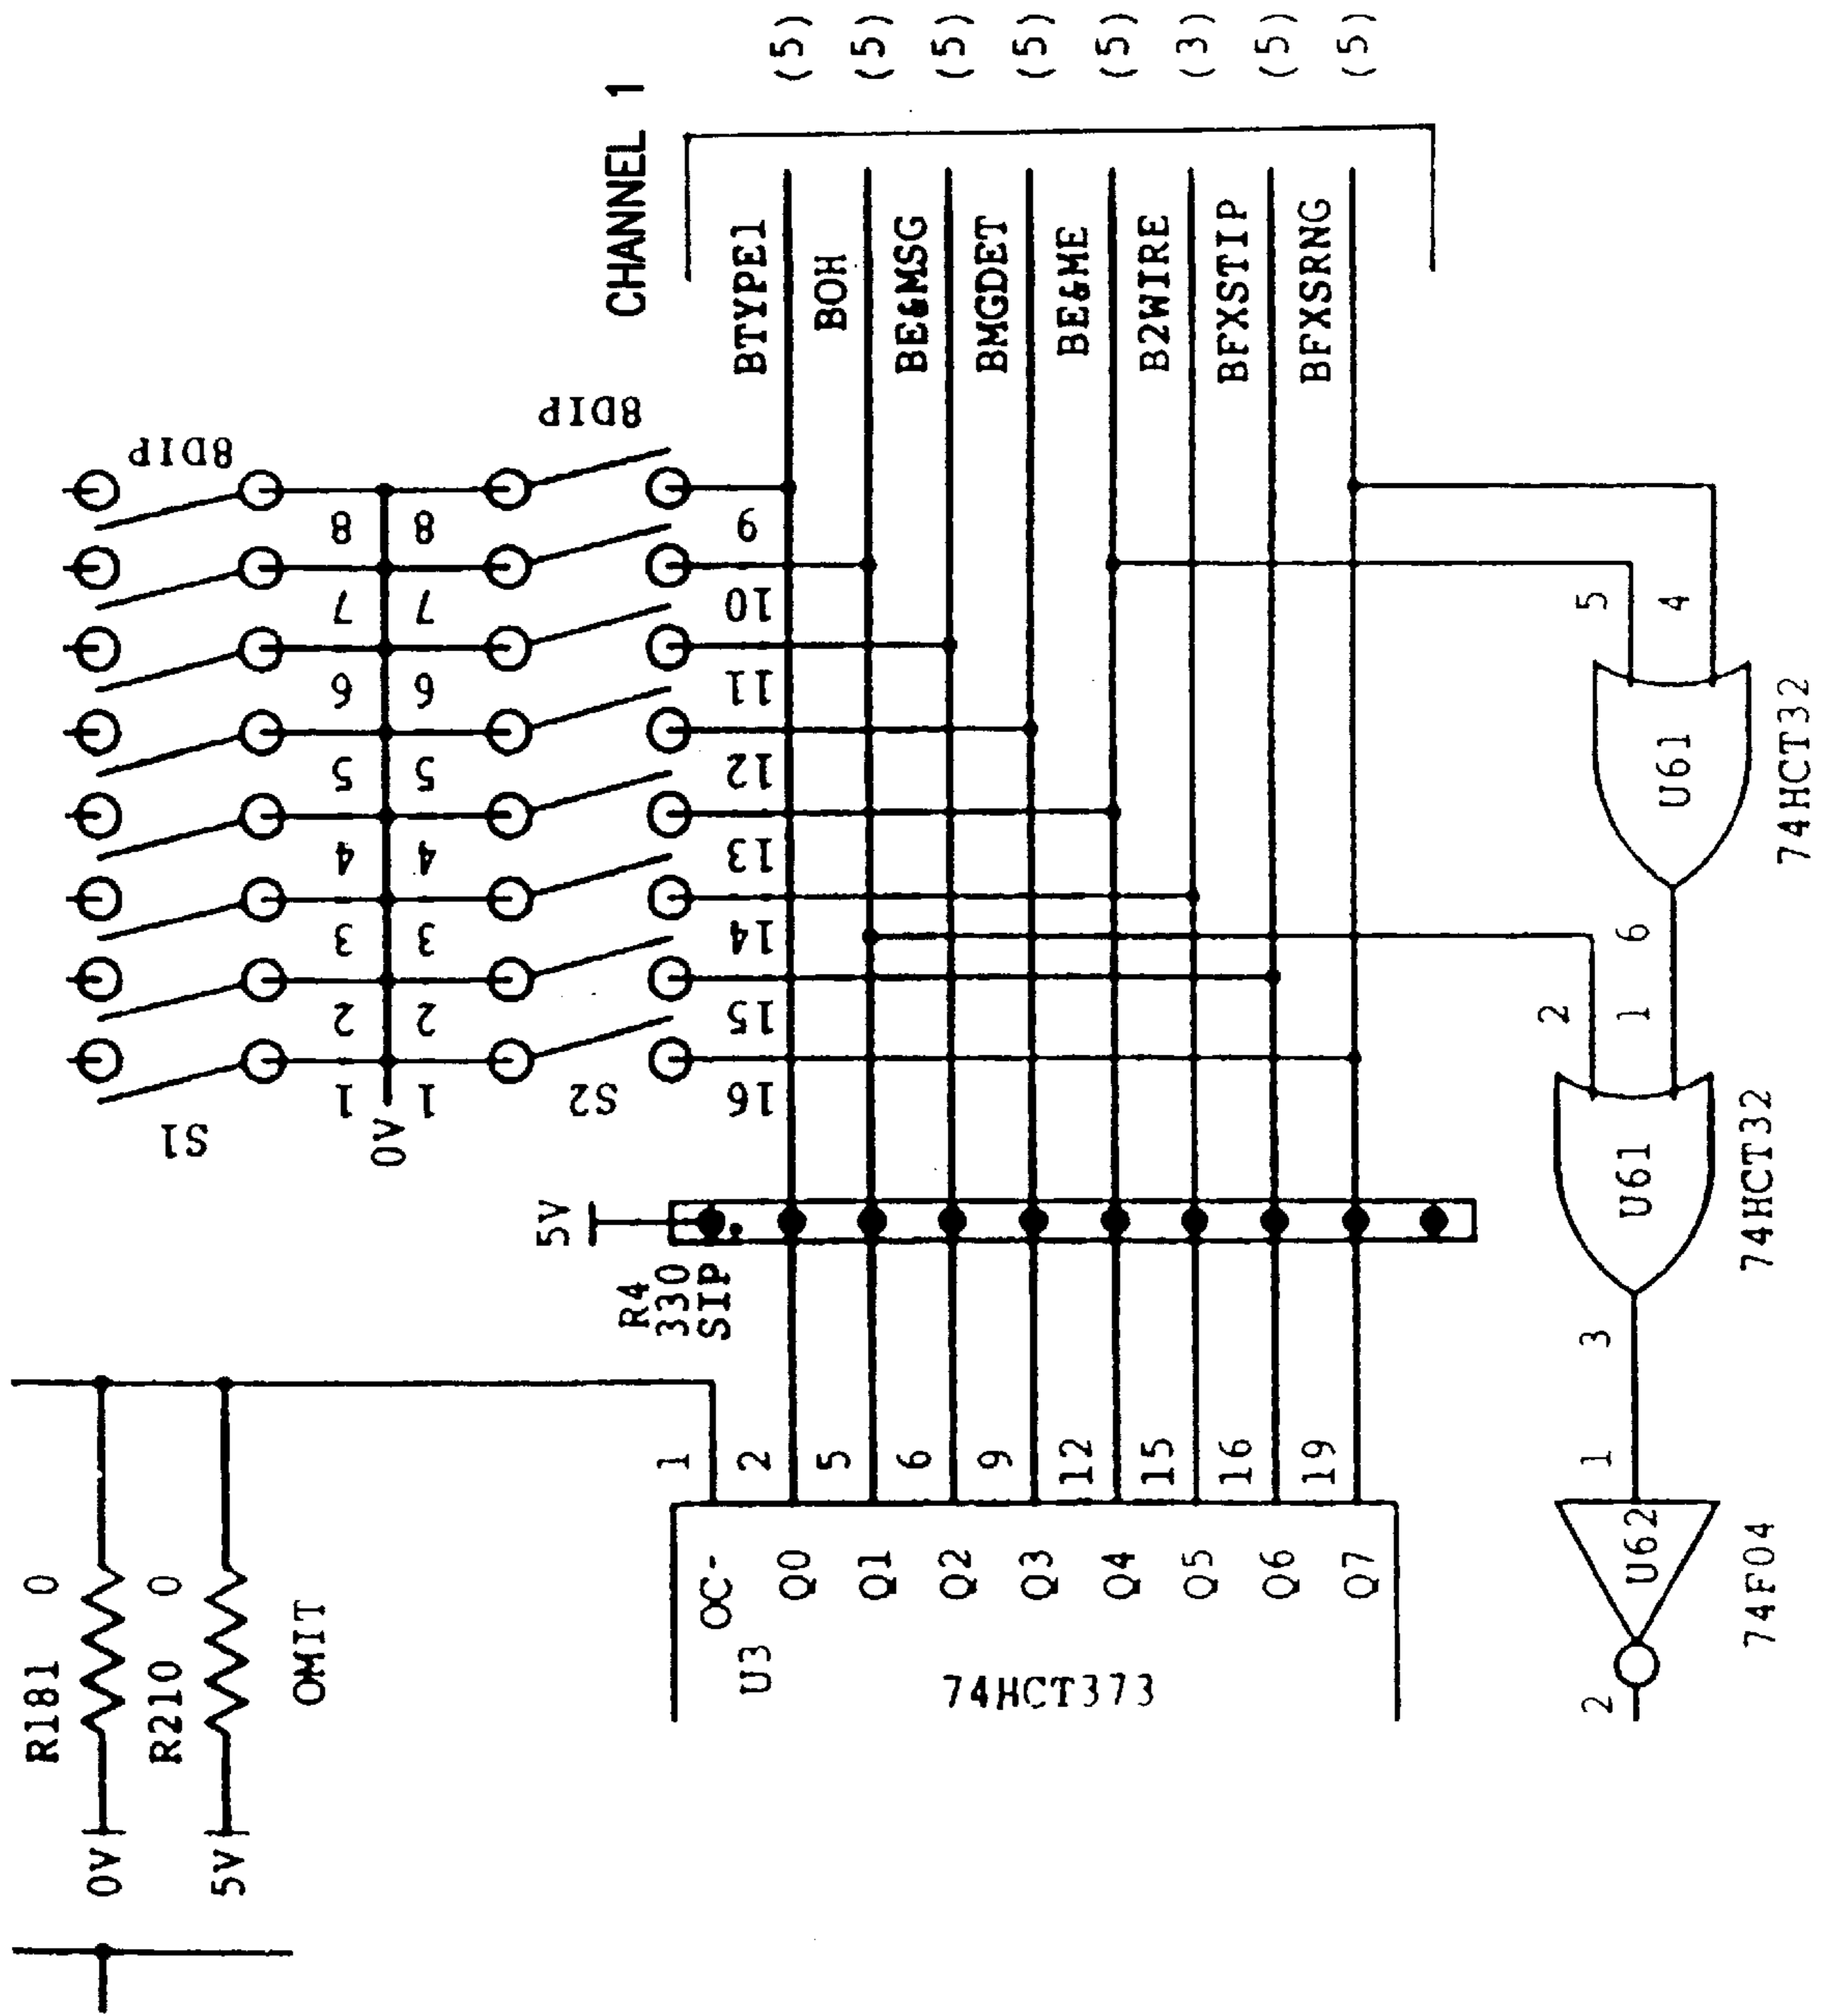 R181 0
0V
R210 0
5V
OMIT
S1
8DIP
1 2 3 4 5 6 7 8
0V
1 2 3 4 5 6 7 8
S2
8DIP
16 15 14 13 12 11 10 9
5V
R4
330
SIP
CHANNEL 1
U3
74HCT373
OC-
1
Q0 2 BTYPE1 (5)
Q1 5 BOH (5)
Q2 6 BE&MSG (5)
Q3 9 BMGDET (5)
Q4 12 BE&ME (5)
Q5 15 B2WIRE (3)
Q6 16 BFXSTIP (5)
Q7 19 BFXSRNG (5)
2 U62 1
74F04
3 U61 2
1
74HCT32
6 U61 5
4
74HCT32